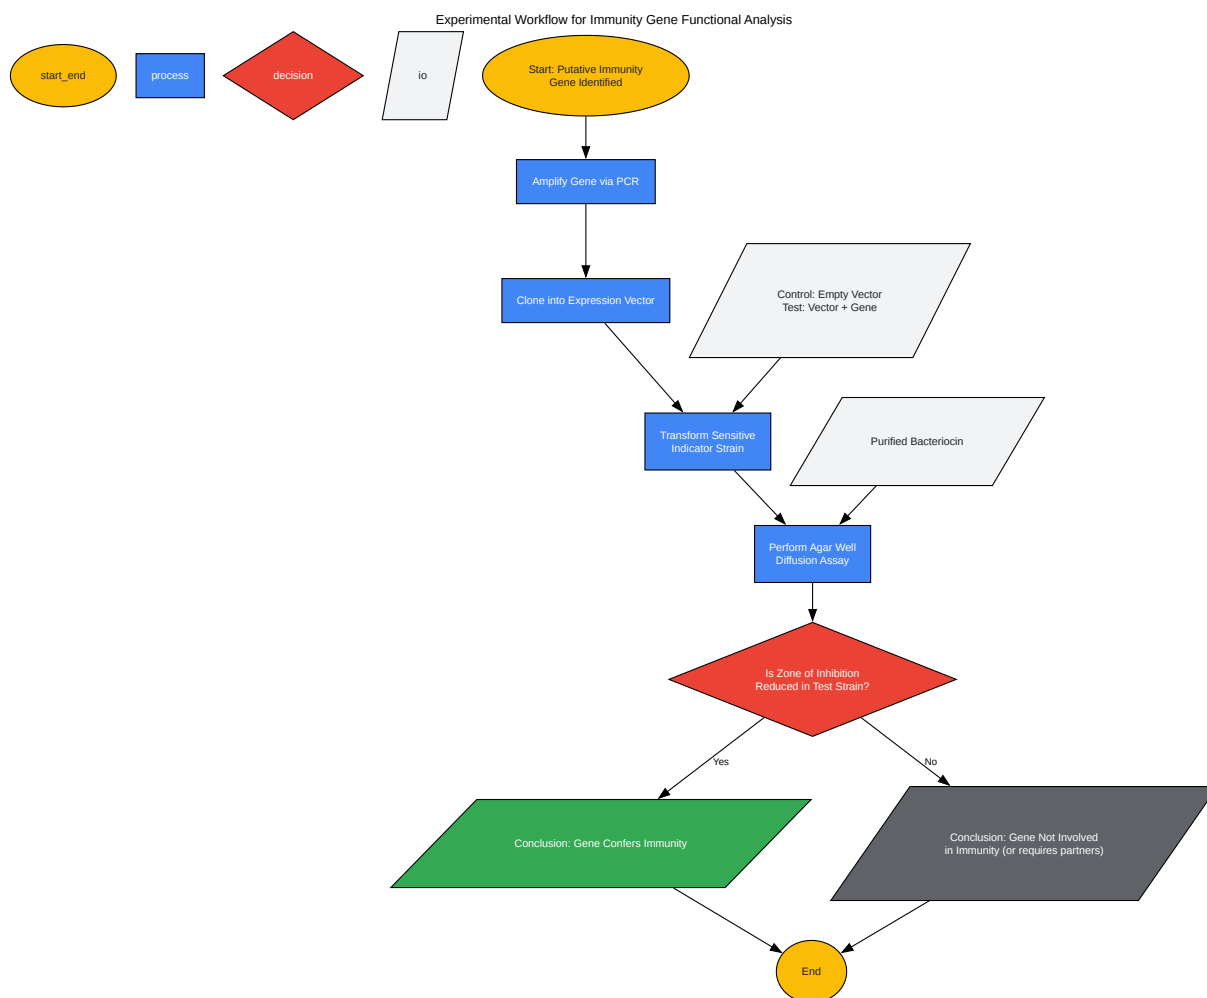 Experimental Workflow for Immunity Gene Functional Analysis
start_end
process
decision
io
Start: Putative Immunity
Gene Identified
Amplify Gene via PCR
Clone into Expression Vector
Control: Empty Vector
Test: Vector + Gene
Transform Sensitive
Indicator Strain
Purified Bacteriocin
Perform Agar Well
Diffusion Assay
Is Zone of Inhibition
Reduced in Test Strain?
Yes
No
Conclusion: Gene Confers Immunity
Conclusion: Gene Not Involved
in Immunity (or requires partners)
End